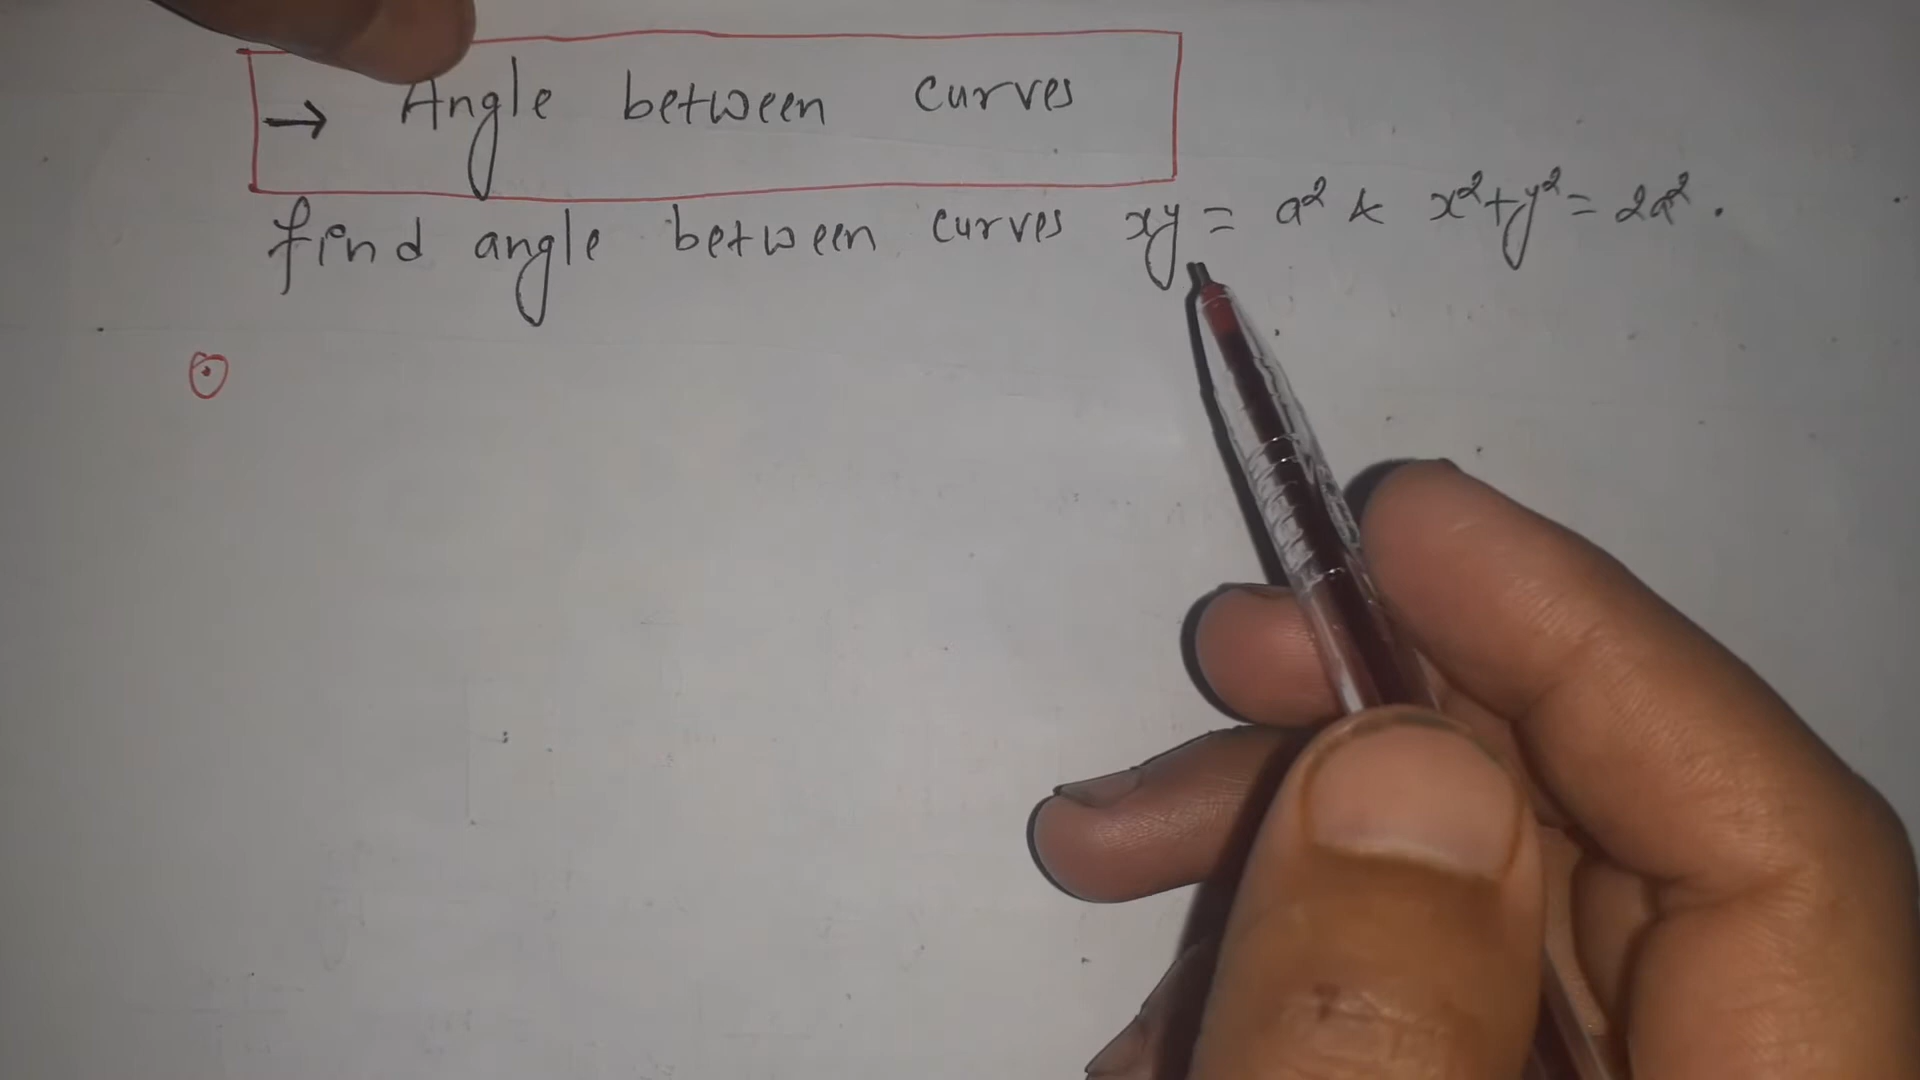 → Angle between curves
find angle between curves xy = a² & x²+y² = 2a².